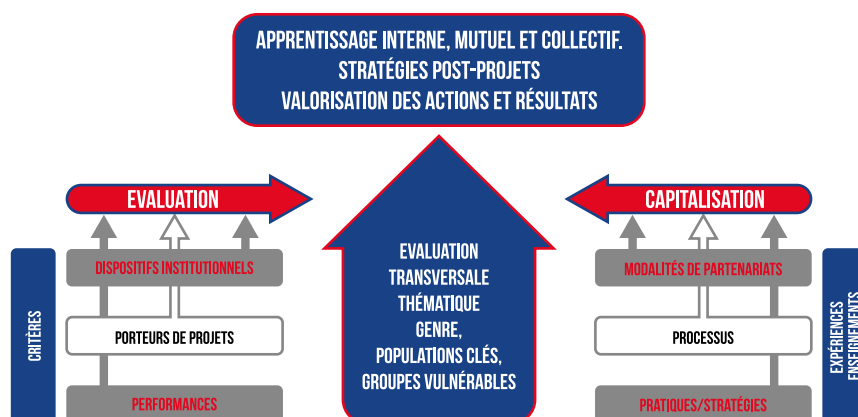 APPRENTISSAGE INTERNE, MUTUEL ET COLLECTIF.
STRATÉGIES POST-PROJETS
VALORISATION DES ACTIONS ET RÉSULTATS
EVALUATION
DISPOSITIFS INSTITUTIONNELS
PORTEURS DE PROJETS
PERFORMANCES
CRITÈRES
EVALUATION
TRANSVERSALE
THÉMATIQUE
GENRE,
POPULATIONS CLÉS,
GROUPES VULNÉRABLES
CAPITALISATION
MODALITÉS DE PARTENARIATS
PROCESSUS
PRATIQUES/STRATÉGIES
EXPÉRIENCES
ENSEIGNEMENTS